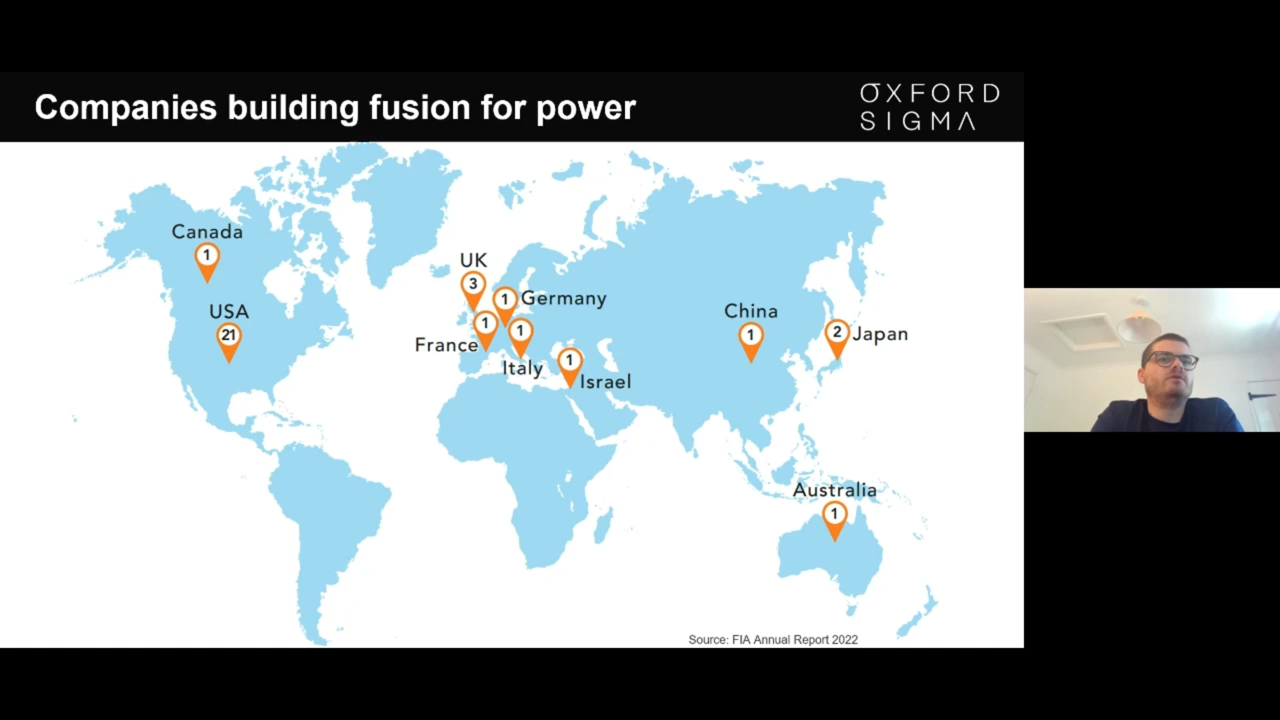 Companies building fusion for power
OXFORD
SIGMA
Canada
1
USA
21
UK
3
1
Germany
1
France
1
Italy
1
Israel
China
1
2
Japan
Australia
1
Source: FIA Annual Report 2022